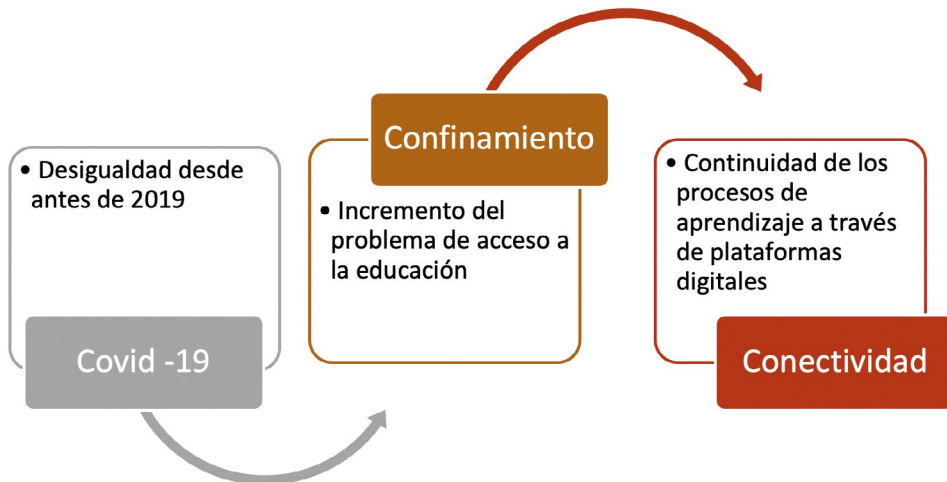 • Desigualdad desde
antes de 2019
Covid -19
Confinamiento
• Incremento del
problema de acceso a
la educación
• Continuidad de los
procesos de
aprendizaje a través
de plataformas
digitales
Conectividad